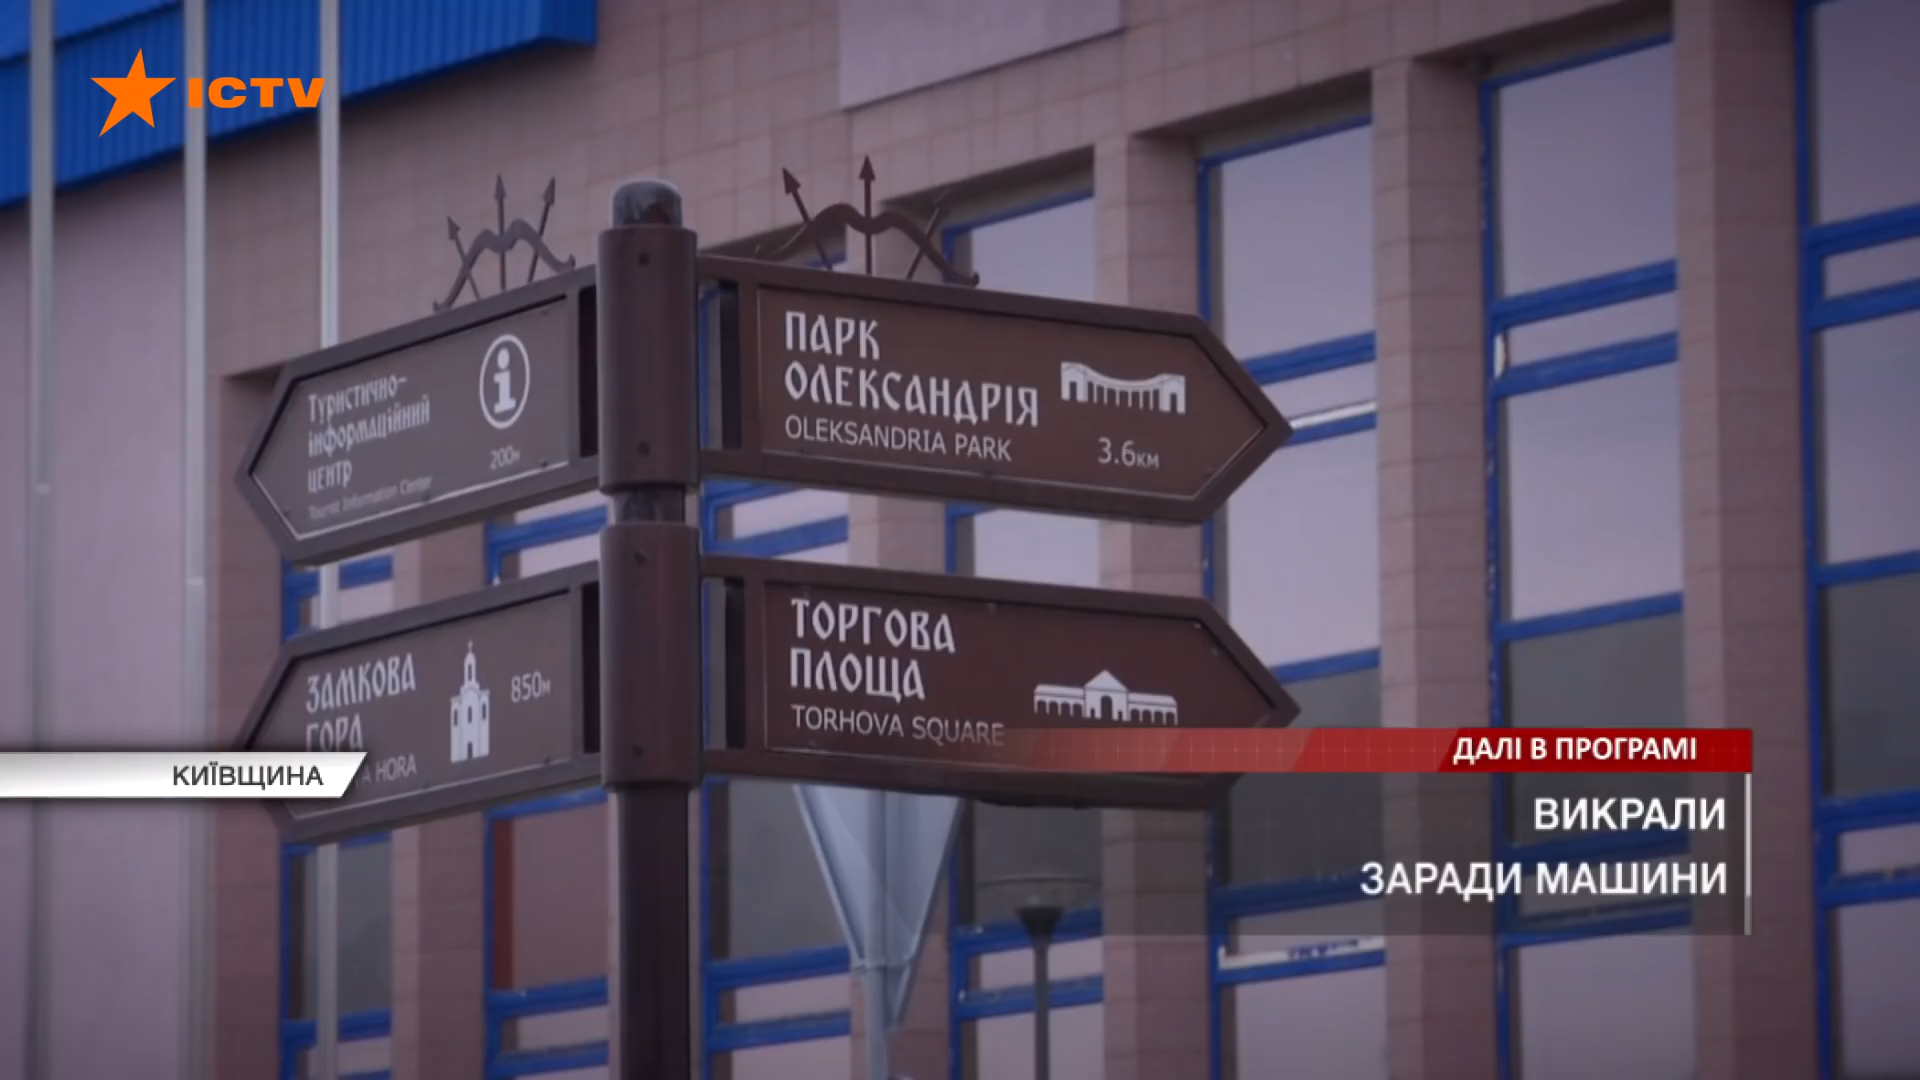 ICTV
ПАРК
ОЛЕКСАНДРІЯ
OLEKSANDRIA PARK
3.6км
Туристично-
інформаційний
центр
200м
Tourist Information Center
ТОРГОВА
ПЛОЩА
TORHOVA SQUARE
ЗАМКОВА
ГОРА
HORA
850м
КИЇВЩИНА
ДАЛІ В ПРОГРАМІ
ВИКРАЛИ
ЗАРАДИ МАШИНИ